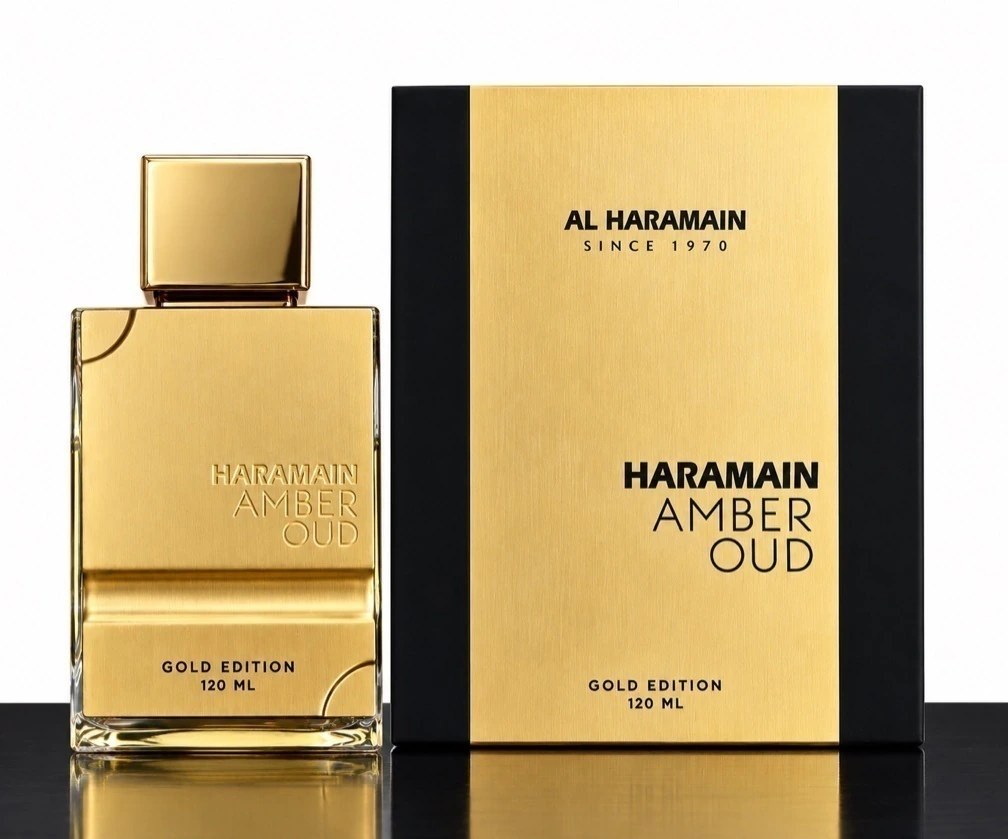 HARAMAIN
AMBER
OUD
GOLD EDITION
120 ML
AL HARAMAIN
SINCE 1970
HARAMAIN
AMBER
OUD
GOLD EDITION
120 ML